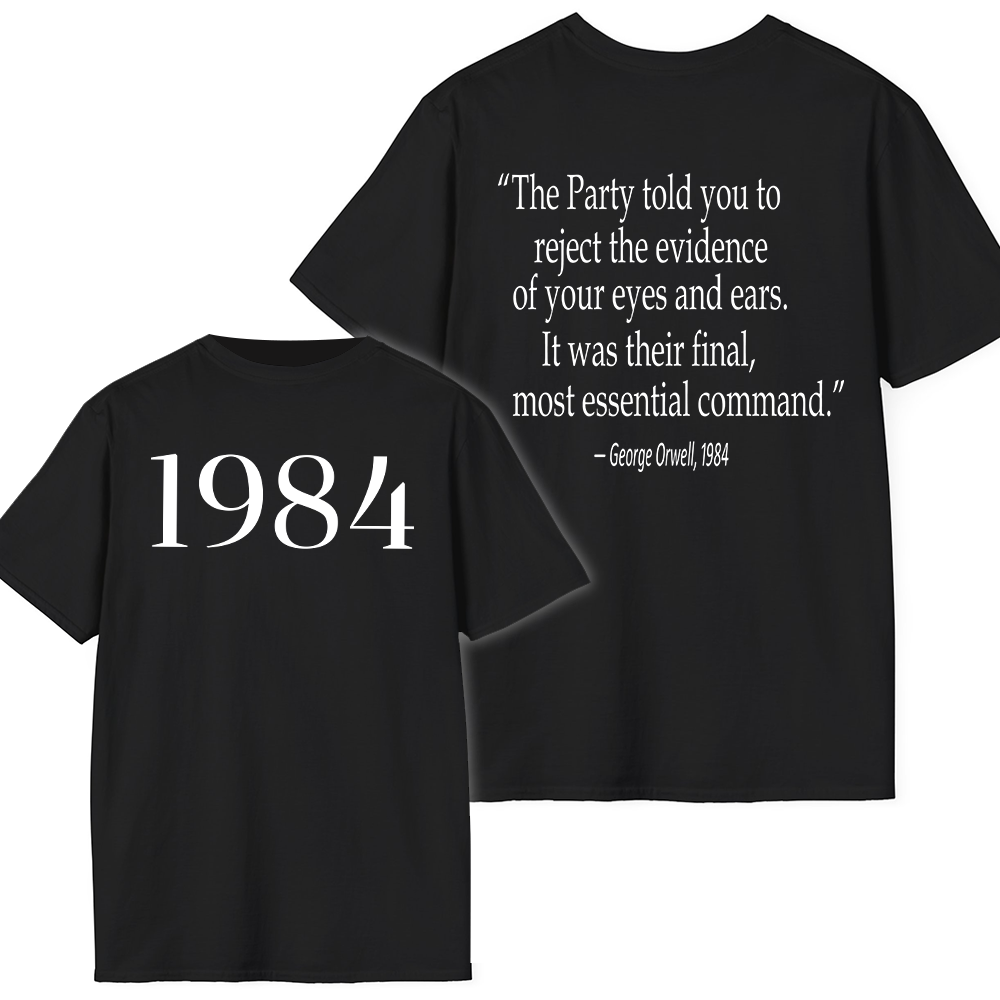 1984
“The Party told you to
reject the evidence
of your eyes and ears.
It was their final,
most essential command.”
– George Orwell, 1984